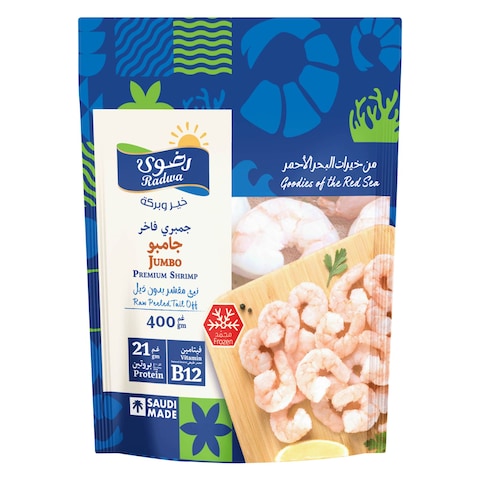 رضوى
Radwa
خير وبركة
من خيرات البحر الأحمر
Goodies of the Red Sea
جمبري فاخر
جامبو
JUMBO
PREMIUM SHRIMP
نيئ مقشر بدون ذيل
Raw Peeled Tail Off
400 غم gm
مجمد
Frozen
21 غم gm
بروتين
Protein
فيتامين
Vitamin
B12
SAUDI
MADE